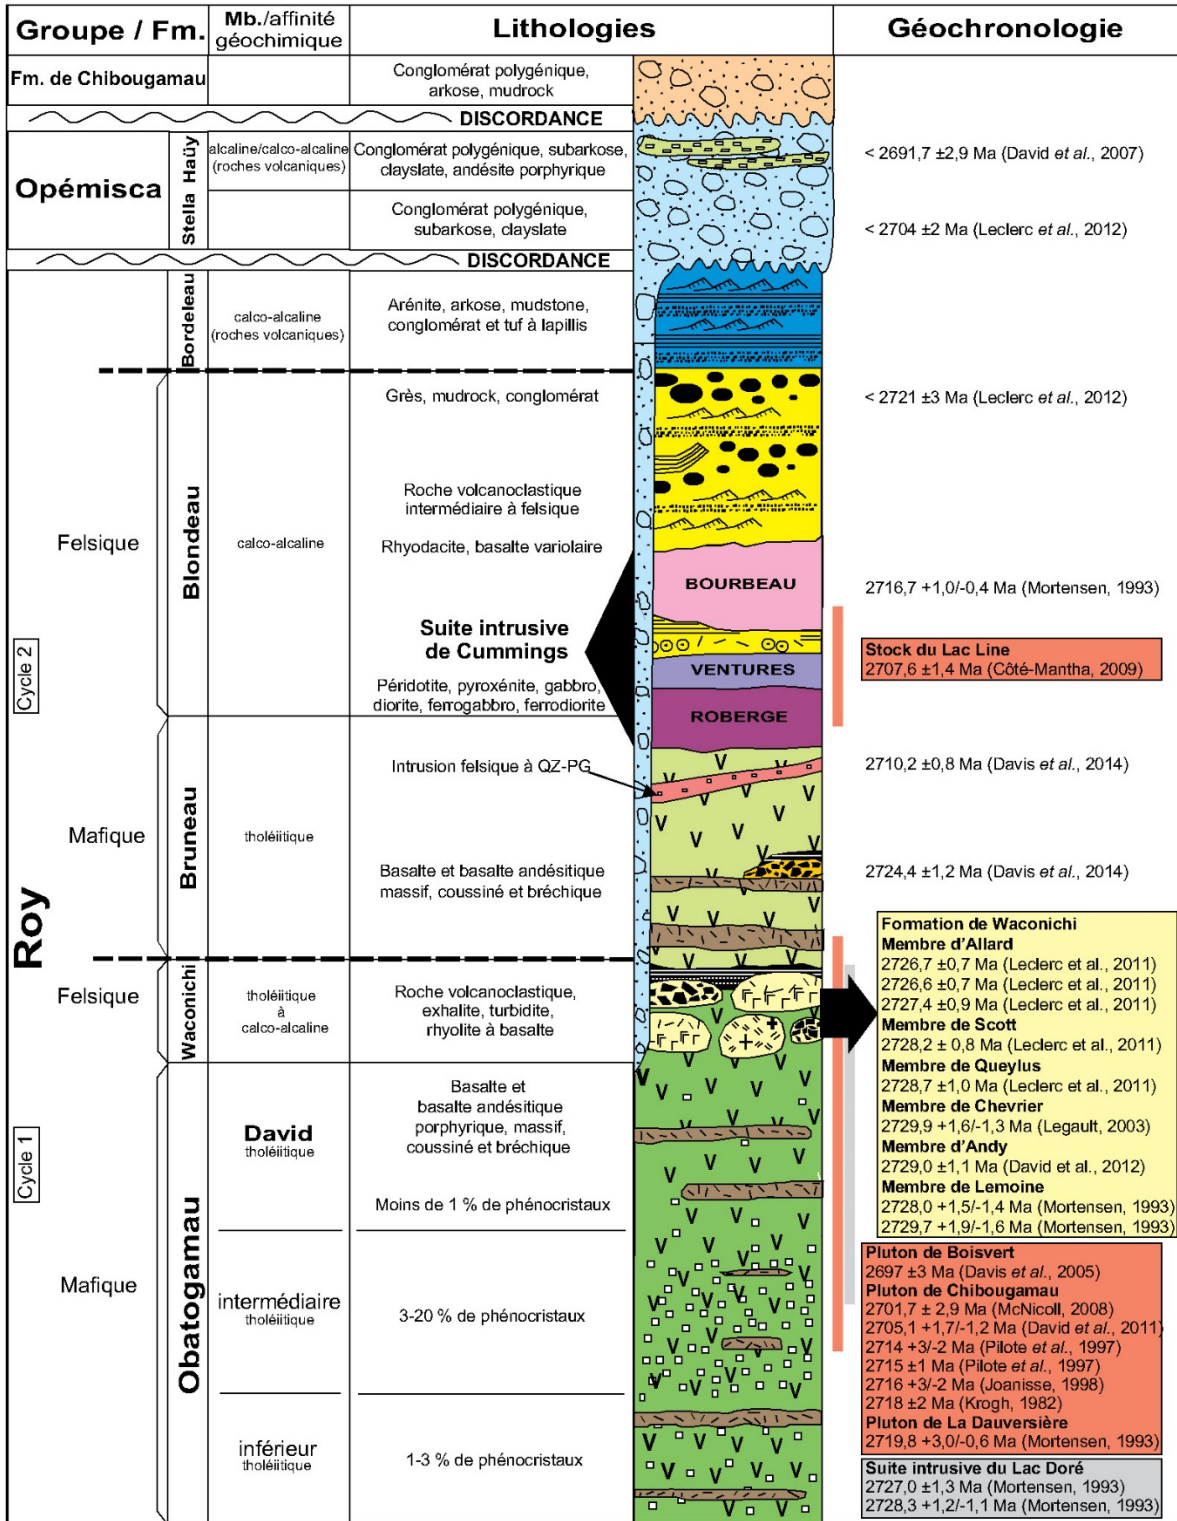 Groupe / Fm.
Mb./affinité
géochimique
Lithologies
Géochronologie
Fm. de Chibougamau
Conglomérat polygénique,
arkose, mudrock
DISCORDANCE
Opémisca
Stella Haüy
alcaline/calco-alcaline
(roches volcaniques)
Conglomérat polygénique, subarkose,
clayslate, andésite porphyrique
< 2691,7 ±2,9 Ma (David et al., 2007)
Conglomérat polygénique,
subarkose, clayslate
< 2704 ±2 Ma (Leclerc et al., 2012)
DISCORDANCE
Roy
Bordeleau
calco-alcaline
(roches volcaniques)
Arénite, arkose, mudstone,
conglomérat et tuf à lapillis
Cycle 2
Felsique
Blondeau
calco-alcaline
Grès, mudrock, conglomérat
< 2721 ±3 Ma (Leclerc et al., 2012)
Roche volcanoclastique
intermédiaire à felsique
Rhyodacite, basalte variolaire
BOURBEAU
2716,7 +1,0/-0,4 Ma (Mortensen, 1993)
Suite intrusive
de Cummings
VENTURES
Stock du Lac Line
2707,6 ±1,4 Ma (Côté-Mantha, 2009)
Péridotite, pyroxénite, gabbro,
diorite, ferrogabbro, ferrodiorite
ROBERGE
Mafique
Bruneau
tholéiitique
Intrusion felsique à QZ-PG
2710,2 ±0,8 Ma (Davis et al., 2014)
Basalte et basalte andésitique
massif, coussiné et bréchique
2724,4 ±1,2 Ma (Davis et al., 2014)
Cycle 1
Felsique
Waconichi
tholéiitique
à
calco-alcaline
Roche volcanoclastique,
exhalite, turbidite,
rhyolite à basalte
Formation de Waconichi
Membre d'Allard
2726,7 ±0,7 Ma (Leclerc et al., 2011)
2726,6 ±0,7 Ma (Leclerc et al., 2011)
2727,4 ±0,9 Ma (Leclerc et al., 2011)
Membre de Scott
2728,2 ± 0,8 Ma (Leclerc et al., 2011)
Membre de Queylus
2728,7 ±1,0 Ma (Leclerc et al., 2011)
Membre de Chevrier
2729,9 +1,6/-1,3 Ma (Legault, 2003)
Membre d'Andy
2729,0 ±1,1 Ma (David et al., 2012)
Membre de Lemoine
2728,0 +1,5/-1,4 Ma (Mortensen, 1993)
2729,7 +1,9/-1,6 Ma (Mortensen, 1993)
Mafique
Obatogamau
David
tholéiitique
Basalte et
basalte andésitique
porphyrique, massif,
coussiné et bréchique
Moins de 1 % de phénocristaux
intermédiaire
tholéiitique
3-20 % de phénocristaux
inférieur
tholéiitique
1-3 % de phénocristaux
Pluton de Boisvert
2697 ±3 Ma (Davis et al., 2005)
Pluton de Chibougamau
2701,7 ± 2,9 Ma (McNicoll, 2008)
2705,1 +1,7/-1,2 Ma (David et al., 2011)
2714 +3/-2 Ma (Pilote et al., 1997)
2715 ±1 Ma (Pilote et al., 1997)
2716 +3/-2 Ma (Joanisse, 1998)
2718 ±2 Ma (Krogh, 1982)
Pluton de La Dauversière
2719,8 +3,0/-0,6 Ma (Mortensen, 1993)
Suite intrusive du Lac Doré
2727,0 ±1,3 Ma (Mortensen, 1993)
2728,3 +1,2/-1,1 Ma (Mortensen, 1993)